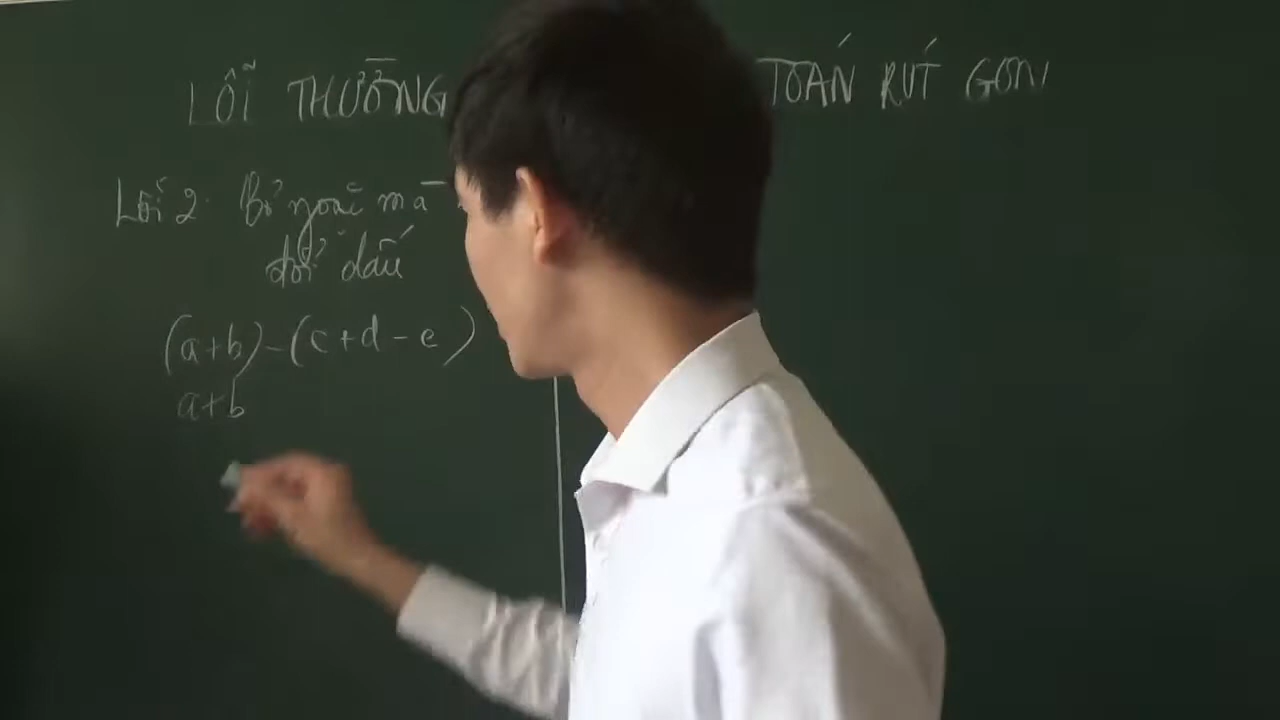 LỖI THƯỜNG TOÁN RÚT GỌN
Lỗi 2: Bỏ ngoặc mà
đổi dấu
(a+b)-(c+d-e)
a+b